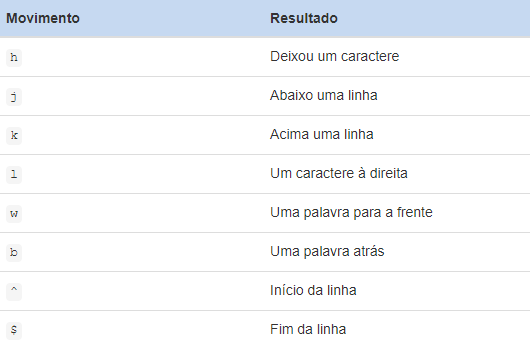 Movimento Resultado
h Deixou um caractere
j Abaixo uma linha
k Acima uma linha
l Um caractere à direita
w Uma palavra para a frente
b Uma palavra atrás
^ Início da linha
$ Fim da linha